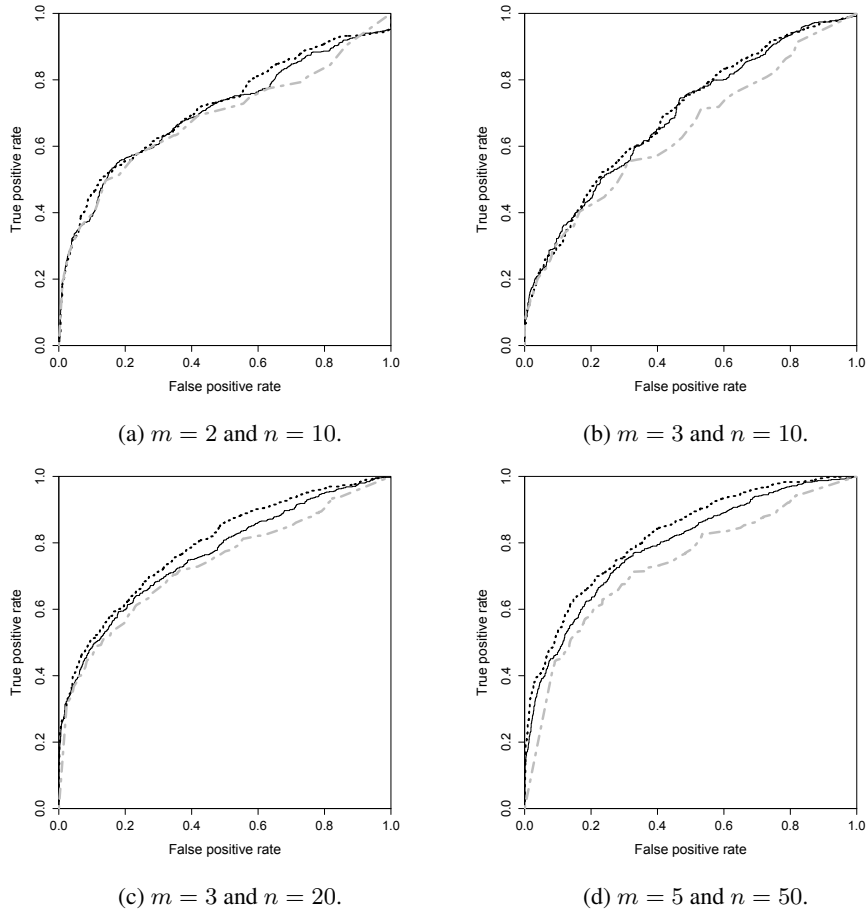 0.0 0.2 0.4 0.6 0.8 1.0
True positive rate
0.0 0.2 0.4 0.6 0.8 1.0
False positive rate
(a) m = 2 and n = 10.
0.0 0.2 0.4 0.6 0.8 1.0
True positive rate
0.0 0.2 0.4 0.6 0.8 1.0
False positive rate
(b) m = 3 and n = 10.
0.0 0.2 0.4 0.6 0.8 1.0
True positive rate
0.0 0.2 0.4 0.6 0.8 1.0
False positive rate
(c) m = 3 and n = 20.
0.0 0.2 0.4 0.6 0.8 1.0
True positive rate
0.0 0.2 0.4 0.6 0.8 1.0
False positive rate
(d) m = 5 and n = 50.